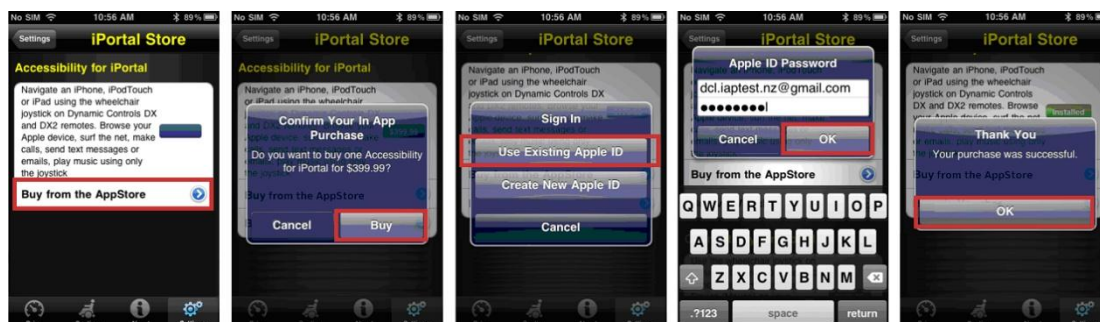 No SIM 10:56 AM 89%
Settings iPortal Store
Accessibility for iPortal
Navigate an iPhone, iPodTouch
or iPad using the wheelchair
joystick on Dynamic Controls DX
and DX2 remotes. Browse your
Apple device, surf the net, make
calls, send text messages or
emails, play music using only
the joystick
Buy from the AppStore
No SIM 10:56 AM 89%
Settings iPortal Store
Accessibility for iPortal
Navigate an iPhone, iPodTouch
or iPad using the wheelchair
Confirm Your In App
Purchase
Do you want to buy one Accessibility
for iPortal for $399.99?
Buy from the AppStore
Cancel Buy
No SIM 10:56 AM 89%
Settings iPortal Store
Navigate an iPhone, iPodTouch
or iPad using the wheelchair
Sign In
Use Existing Apple ID
Create New Apple ID
Cancel
No SIM 10:56 AM 89%
Settings iPortal Store
Apple ID Password
dcl.iaptest.nz@gmail.com
●●●●●●●●
Cancel OK
Buy from the AppStore
Q W E R T Y U I O P
A S D F G H J K L
Z X C V B N M
.?123 space return
No SIM 10:56 AM 89%
Settings iPortal Store
Navigate an iPhone, iPodTouch
or iPad using the wheelchair
joystick on Dynamic Controls
DX and DX2 remotes. Browse
Installed
Thank You
Your purchase was successful.
Buy from the AppStore
OK